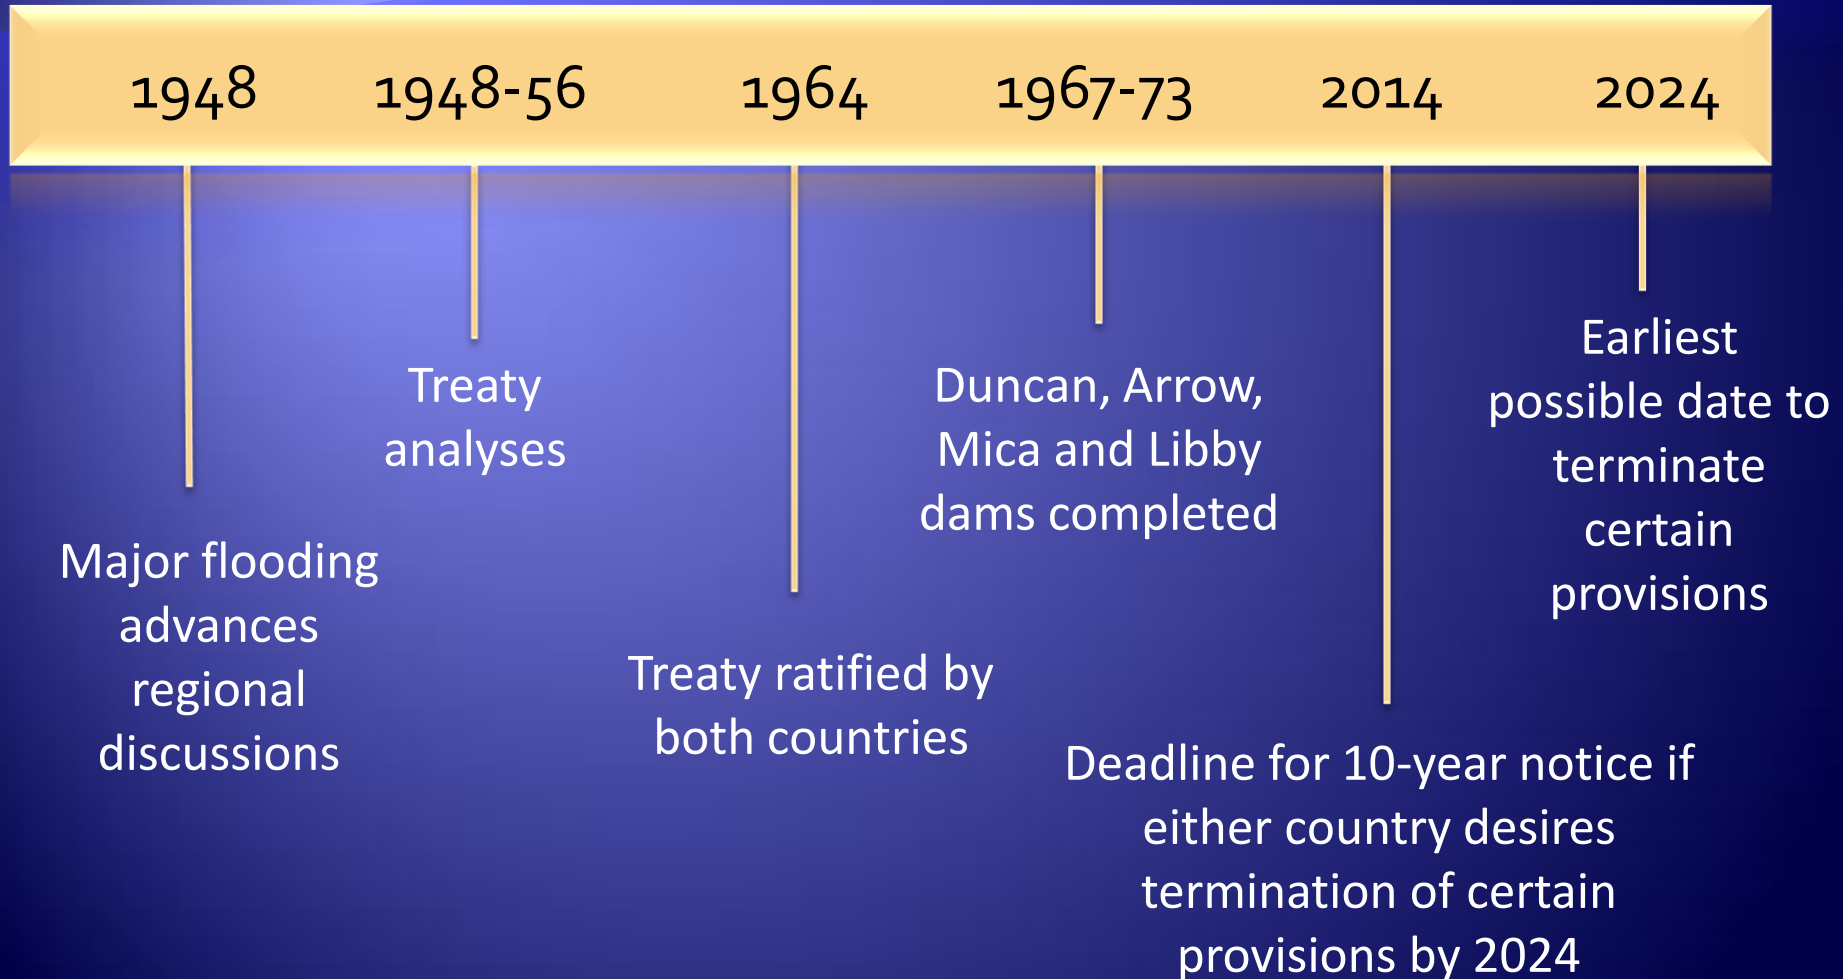 1948 1948-56 1964 1967-73 2014 2024
Major flooding
advances
regional
discussions
Treaty
analyses
Treaty ratified by
both countries
Duncan, Arrow,
Mica and Libby
dams completed
Deadline for 10-year notice if
either country desires
termination of certain
provisions by 2024
Earliest
possible date to
terminate
certain
provisions